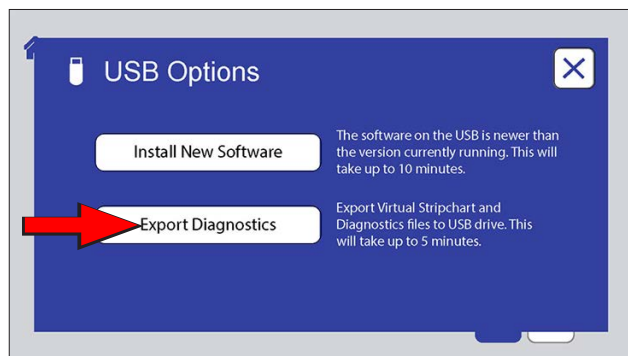 USB Options
Install New Software
The software on the USB is newer than
the version currently running. This will
take up to 10 minutes.
Export Diagnostics
Export Virtual Stripchart and
Diagnostics files to USB drive. This
will take up to 5 minutes.